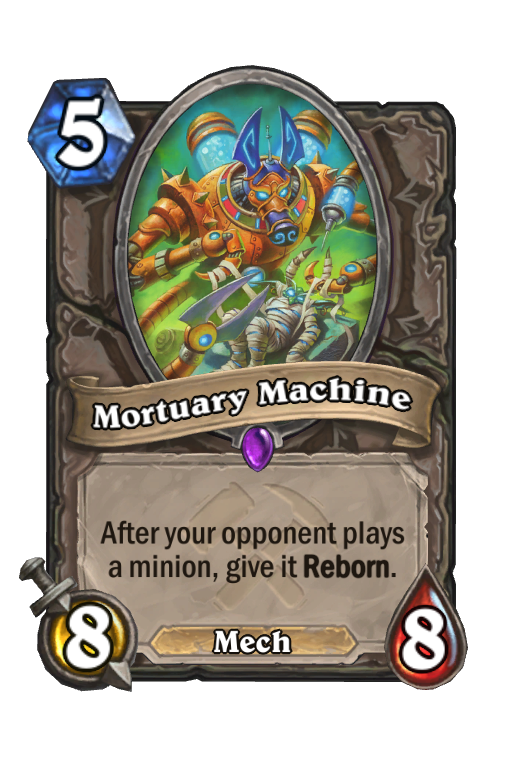 5
Mortuary Machine
After your opponent plays
a minion, give it Reborn.
8
Mech
8